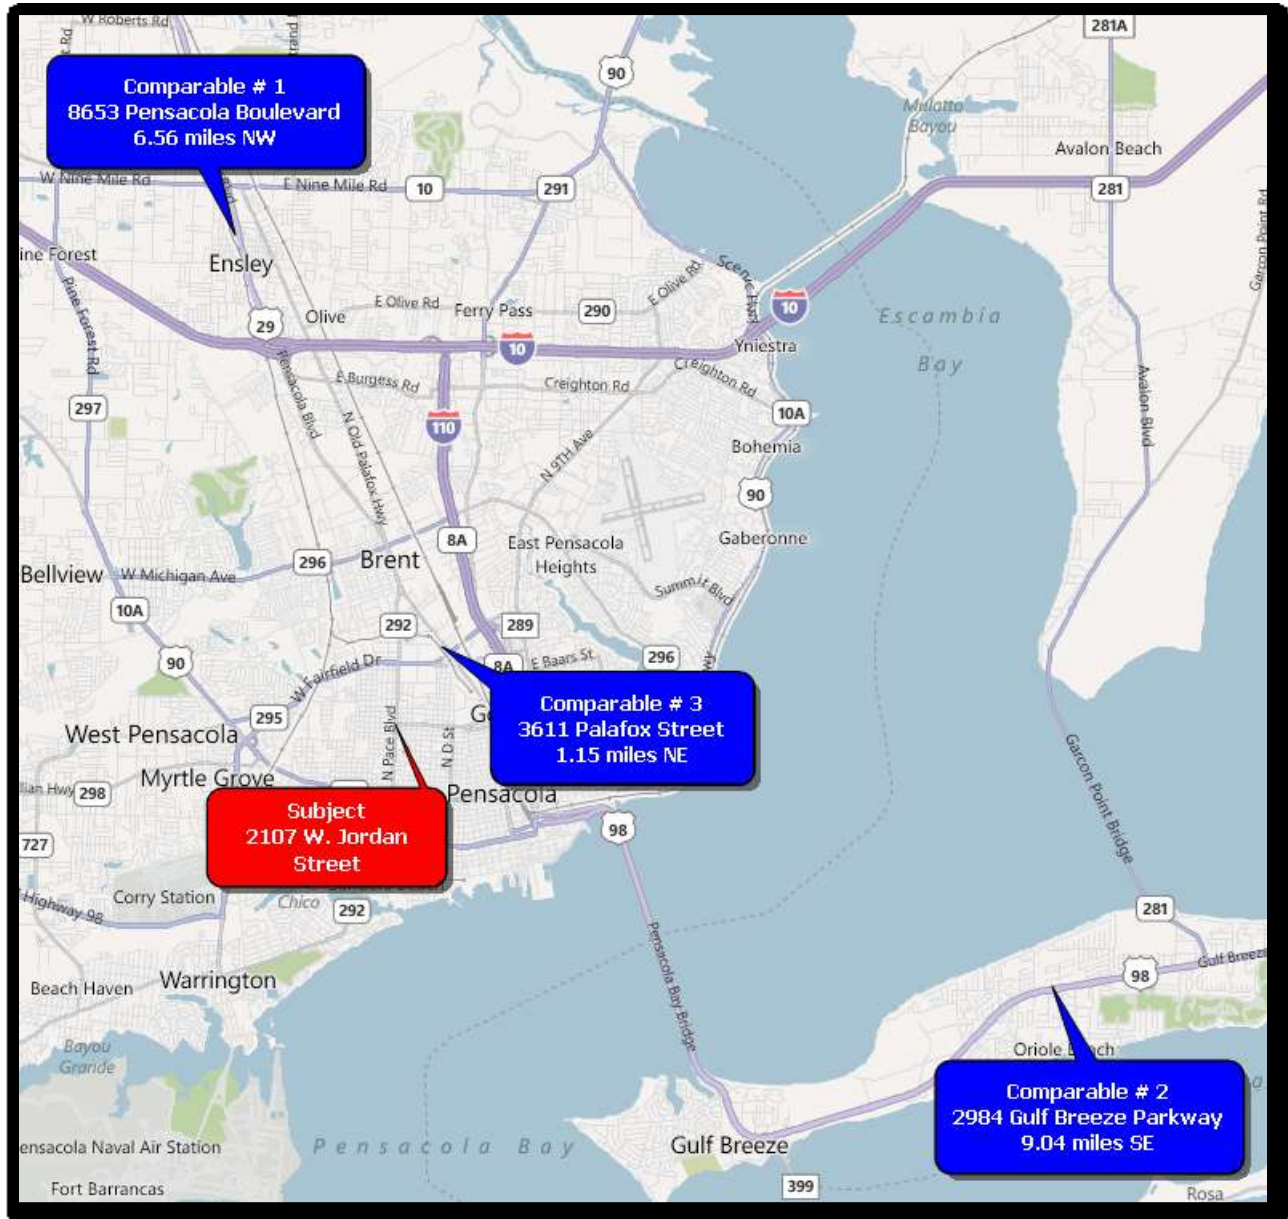 W Roberts Rd
281A
90
Comparable # 1
8653 Pensacola Boulevard
6.56 miles NW
Mulatto
Bayou
Avalon Beach
W Nine Mile Rd
E Nine Mile Rd
10
291
281
Garcon Point Rd
ine Forest
Ensley
Scenic Hwy
E Olive Rd
E Olive Rd
Ferry Pass
290
10
Olive
29
Escambia
Bay
Pine Forest Rd
10
Yniestra
Pensacola Blvd
E Burgess Rd
Creighton Rd
Creighton Rd
297
Avalon Blvd
110
10A
N Old Palafox Hwy
N 9TH Ave
Bohemia
90
8A
East Pensacola
Heights
Gaberonne
Brent
296
Bellview
W Michigan Ave
Summit Blvd
10A
292
289
90
W Fairfield Dr
8A
E Baars St
296
Comparable # 3
3611 Palafox Street
1.15 miles NE
295
West Pensacola
N Pace Blvd
N D St
Go
Myrtle Grove
Garcon Point Bridge
lian Hwy
298
Pensacola
Subject
2107 W. Jordan
Street
98
727
Corry Station
Chico
292
Highway 98
281
Pensacola Bay Bridge
Warrington
Beach Haven
98
Gulf Breeze
Bayou
Grande
Oriole Beach
Comparable # 2
2984 Gulf Breeze Parkway
9.04 miles SE
ensacola Naval Air Station
Pensacola Bay
Gulf Breeze
Fort Barrancas
399
Rosa